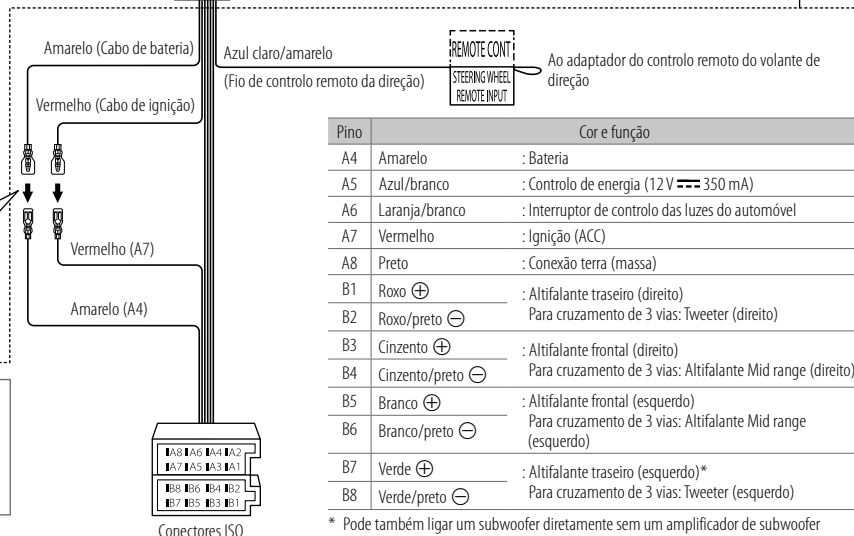 Amarelo (Cabo de bateria)
Azul claro/amarelo
(Fio de controlo remoto da direção)
REMOTE CONT
STEERING WHEEL
REMOTE INPUT
Ao adaptador do controlo remoto do volante de
direção
Vermelho (Cabo de ignição)
Vermelho (A7)
Amarelo (A4)
Pino Cor e função
A4 Amarelo : Bateria
A5 Azul/branco : Controlo de energia (12 V ⎓ 350 mA)
A6 Laranja/branco : Interruptor de controlo das luzes do automóvel
A7 Vermelho : Ignição (ACC)
A8 Preto : Conexão terra (massa)
B1 Roxo ⊕ : Altifalante traseiro (direito)
B2 Roxo/preto ⊖ Para cruzamento de 3 vias: Tweeter (direito)
B3 Cinzento ⊕ : Altifalante frontal (direito)
B4 Cinzento/preto ⊖ Para cruzamento de 3 vias: Altifalante Mid range (direito)
B5 Branco ⊕ : Altifalante frontal (esquerdo)
B6 Branco/preto ⊖ Para cruzamento de 3 vias: Altifalante Mid range
(esquerdo)
B7 Verde ⊕ : Altifalante traseiro (esquerdo)*
B8 Verde/preto ⊖ Para cruzamento de 3 vias: Tweeter (esquerdo)
* Pode também ligar um subwoofer diretamente sem um amplificador de subwoofer
A8 A6 A4 A2
A7 A5 A3 A1
B8 B6 B4 B2
B7 B5 B3 B1
Conectores ISO